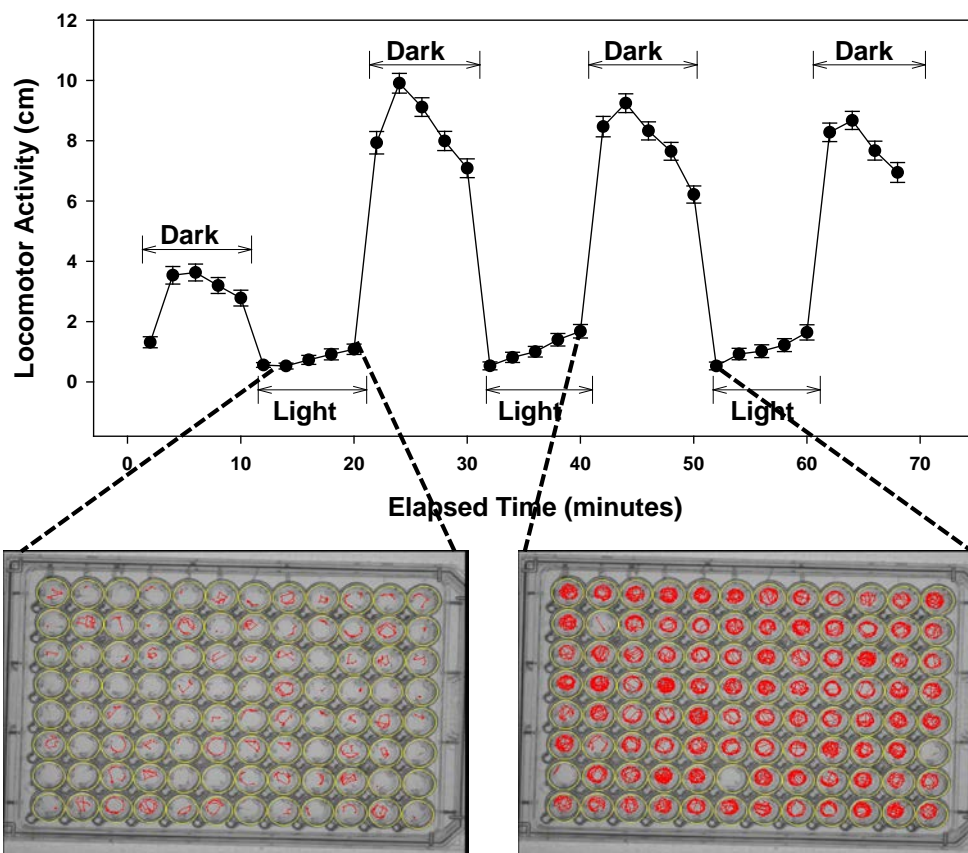 12
Dark
Dark
Dark
10
8
6
Locomotor Activity (cm)
Dark
4
2
0
Light
Light
Light
0
10
20
30
40
50
60
70
Elapsed Time (minutes)